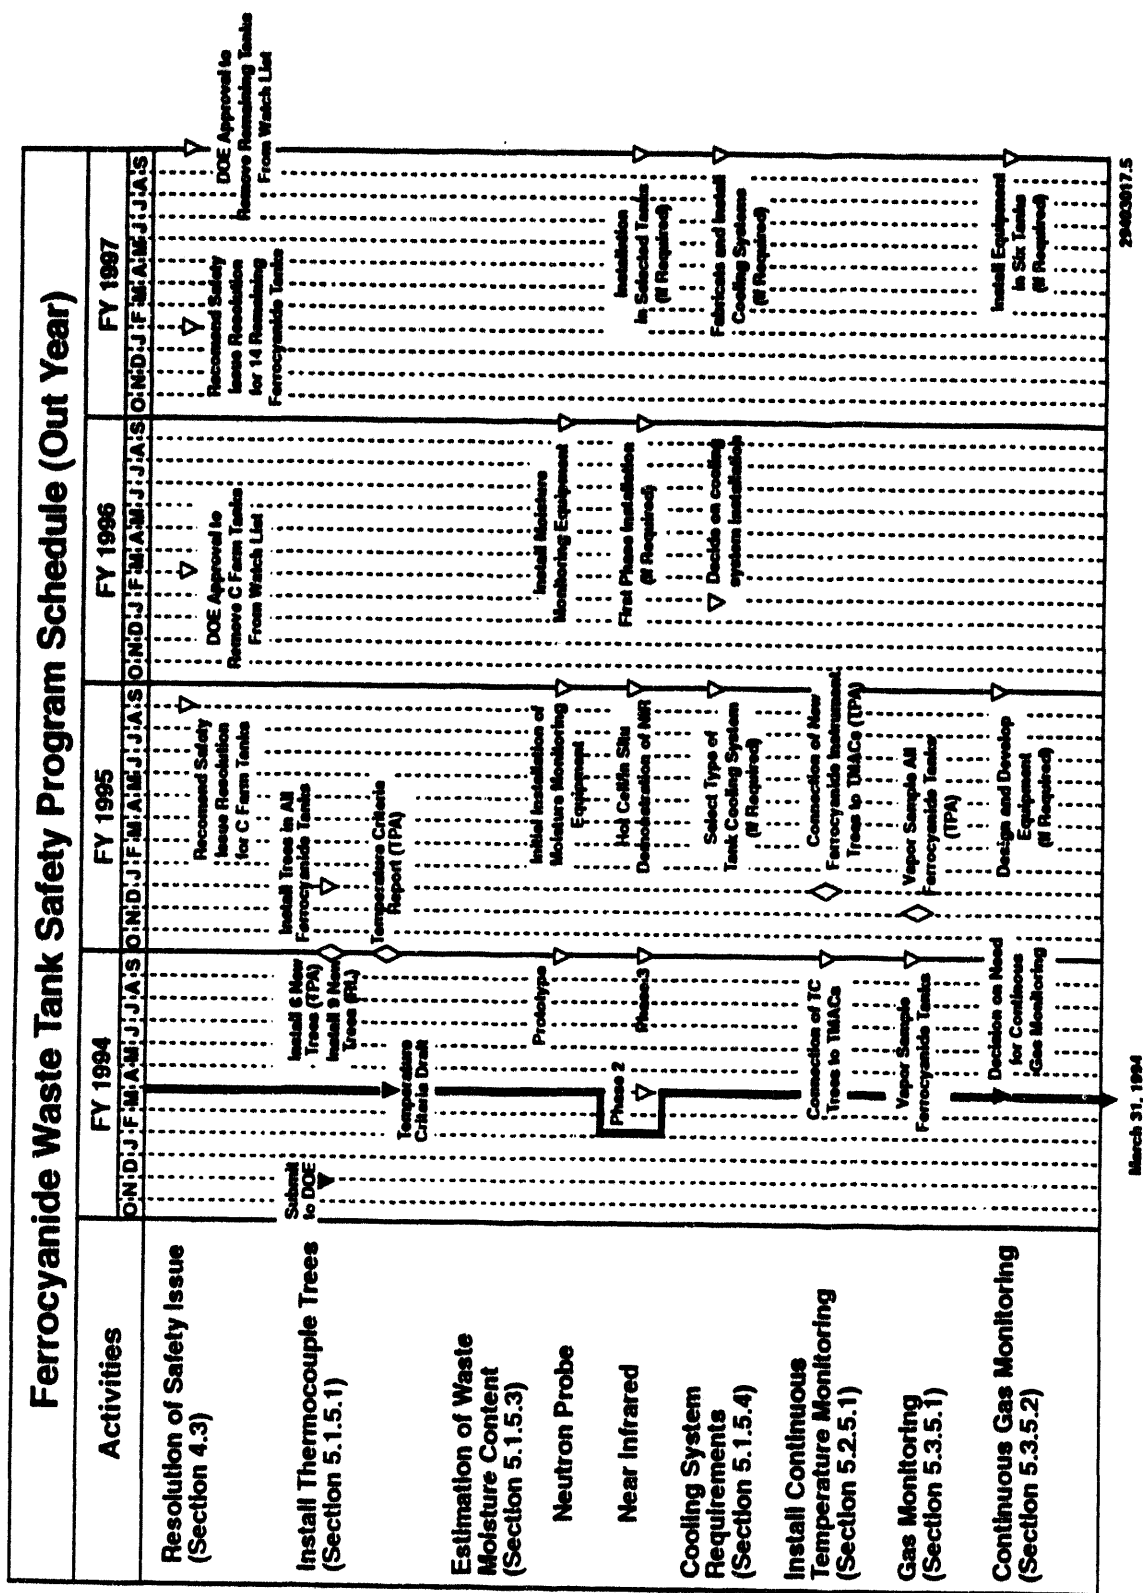 Ferrocyanide Waste Tank Safety Program Schedule (Out Year)
Activities
FY 1994
FY 1995
FY 1996
FY 1997
O N D J F M A M J J A S
O N D J F M A M J J A S
O N D J F M A M J J A S
O N D J F M A M J J A S
Resolution of Safety Issue
(Section 4.3)
Recomend Safety
Issue Resolution
for C Farm Tanks
DOE Approval to
Remove C Farm Tanks
From Watch List
Recomend Safety
Issue Resolution
for 14 Remaining
Ferrocyanide Tanks
DOE Approval to
Remove Remaining Tanks
From Watch List
Install Thermocouple Trees
(Section 5.1.5.1)
Submit
to DOE
Install 6 New
Trees (TPA)
Install 9 New
Trees (RL)
Install Trees in All
Ferrocyanide Tanks
Temperature
Criteria Draft
Temperature Criteria
Report (TPA)
Estimation of Waste
Moisture Content
(Section 5.1.5.3)
Neutron Probe
Prototype
Initial Installation of
Moisture Monitoring
Equipment
Install Moisture
Monitoring Equipment
Near Infrared
Phase 2
Phase 3
Hot Cell/In Situ
Demonstration of NIR
First Phase Installation
(If Required)
Installation
in Selected Tanks
(If Required)
Cooling System
Requirements
(Section 5.1.5.4)
Select Type of
Tank Cooling System
(If Required)
Decide on cooling
system installation
Fabricate and Install
Cooling Systems
(If Required)
Install Continuous
Temperature Monitoring
(Section 5.2.5.1)
Connection of TC
Trees to TMACs
Connection of New
Ferrocyanide Instrument
Trees to TMACs (TPA)
Gas Monitoring
(Section 5.3.5.1)
Vapor Sample
Ferrocyanide Tanks
Vapor Sample All
Ferrocyanide Tanks
(TPA)
Continuous Gas Monitoring
(Section 5.3.5.2)
Decision on Need
for Continuous
Gas Monitoring
Design and Develop
Equipment
(If Required)
Install Equipment
in Six Tanks
(If Required)
March 31, 1994
29403017.5